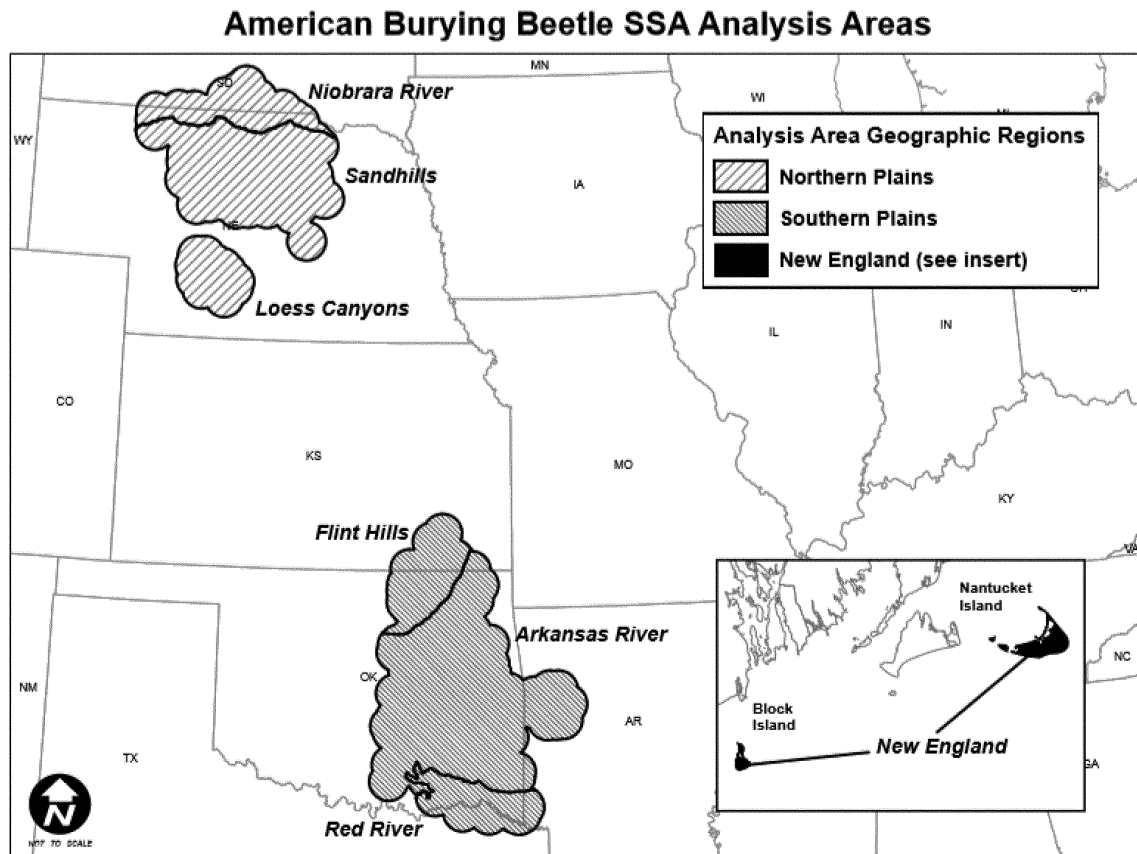 American Burying Beetle SSA Analysis Areas
MN
SD
Niobrara River
WI
WY
Analysis Area Geographic Regions
Northern Plains
Sandhills
IA
Southern Plains
NE
New England (see insert)
Loess Canyons
IL
IN
CO
KS
MO
KY
Flint Hills
VA
Nantucket
Island
Arkansas River
NC
OK
NM
AR
Block
Island
New England
TX
GA
N
Red River
NOT TO SCALE